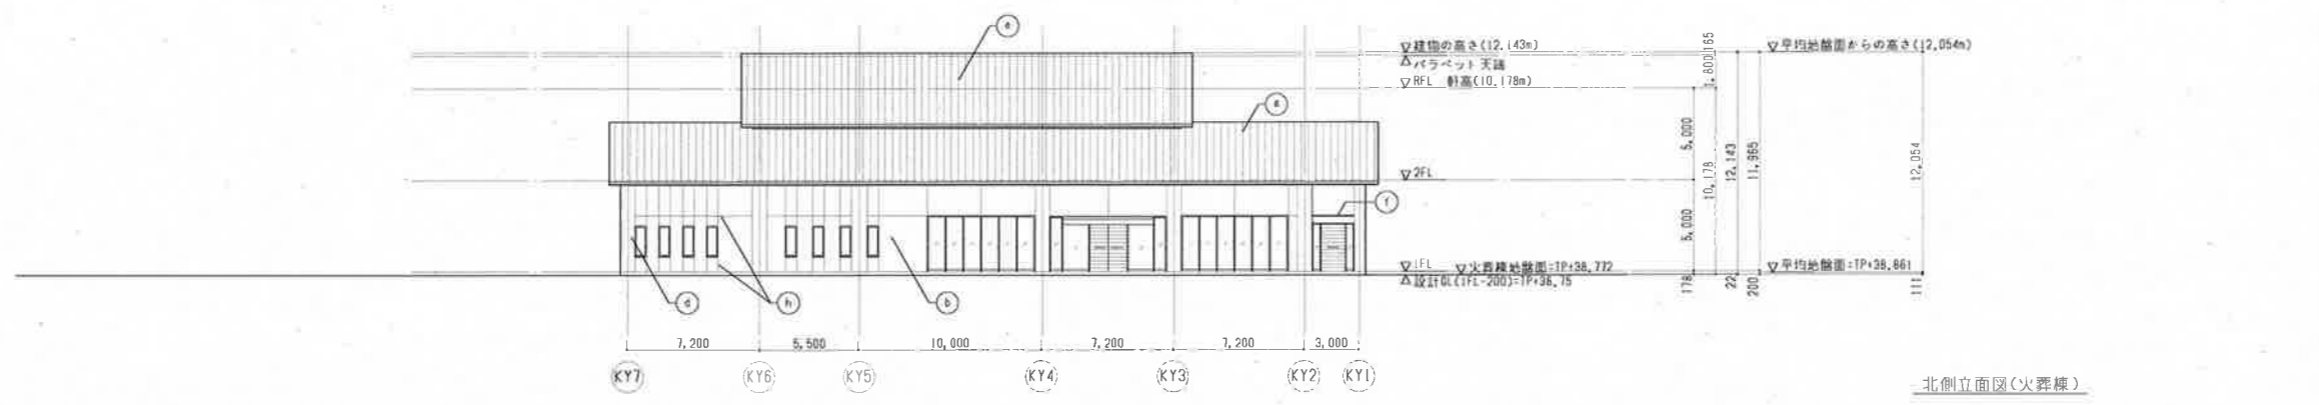 a
▽建物の高さ(12.143m)
△パラペット天端
▽RFL 軒高(10.178m)
▽平均地盤面からの高さ(12,054m)
165
1,800
a
5,000
10,178
12,143
11,965
12,054
▽2FL
f
5,000
▽1FL ▽火葬棟地盤面=TP+38,772
△設計GL(1FL-200)=TP+38,75
▽平均地盤面=TP+38,861
178
22
200
111
d
h
b
7,200 5,500 10,000 7,200 7,200 3,000
KY7 KY6 KY5 KY4 KY3 KY2 KY1
北側立面図(火葬棟)